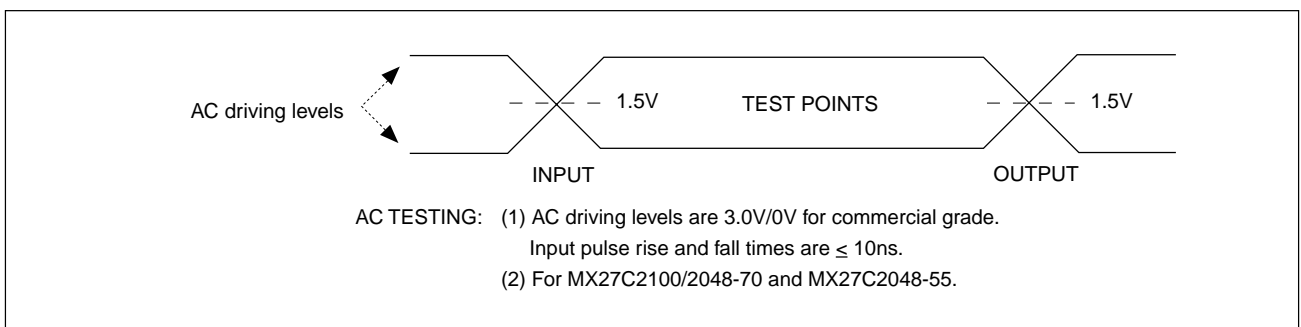 AC driving levels
1.5V
TEST POINTS
1.5V
INPUT
OUTPUT
AC TESTING: (1) AC driving levels are 3.0V/0V for commercial grade.
Input pulse rise and fall times are ≤ 10ns.
(2) For MX27C2100/2048-70 and MX27C2048-55.